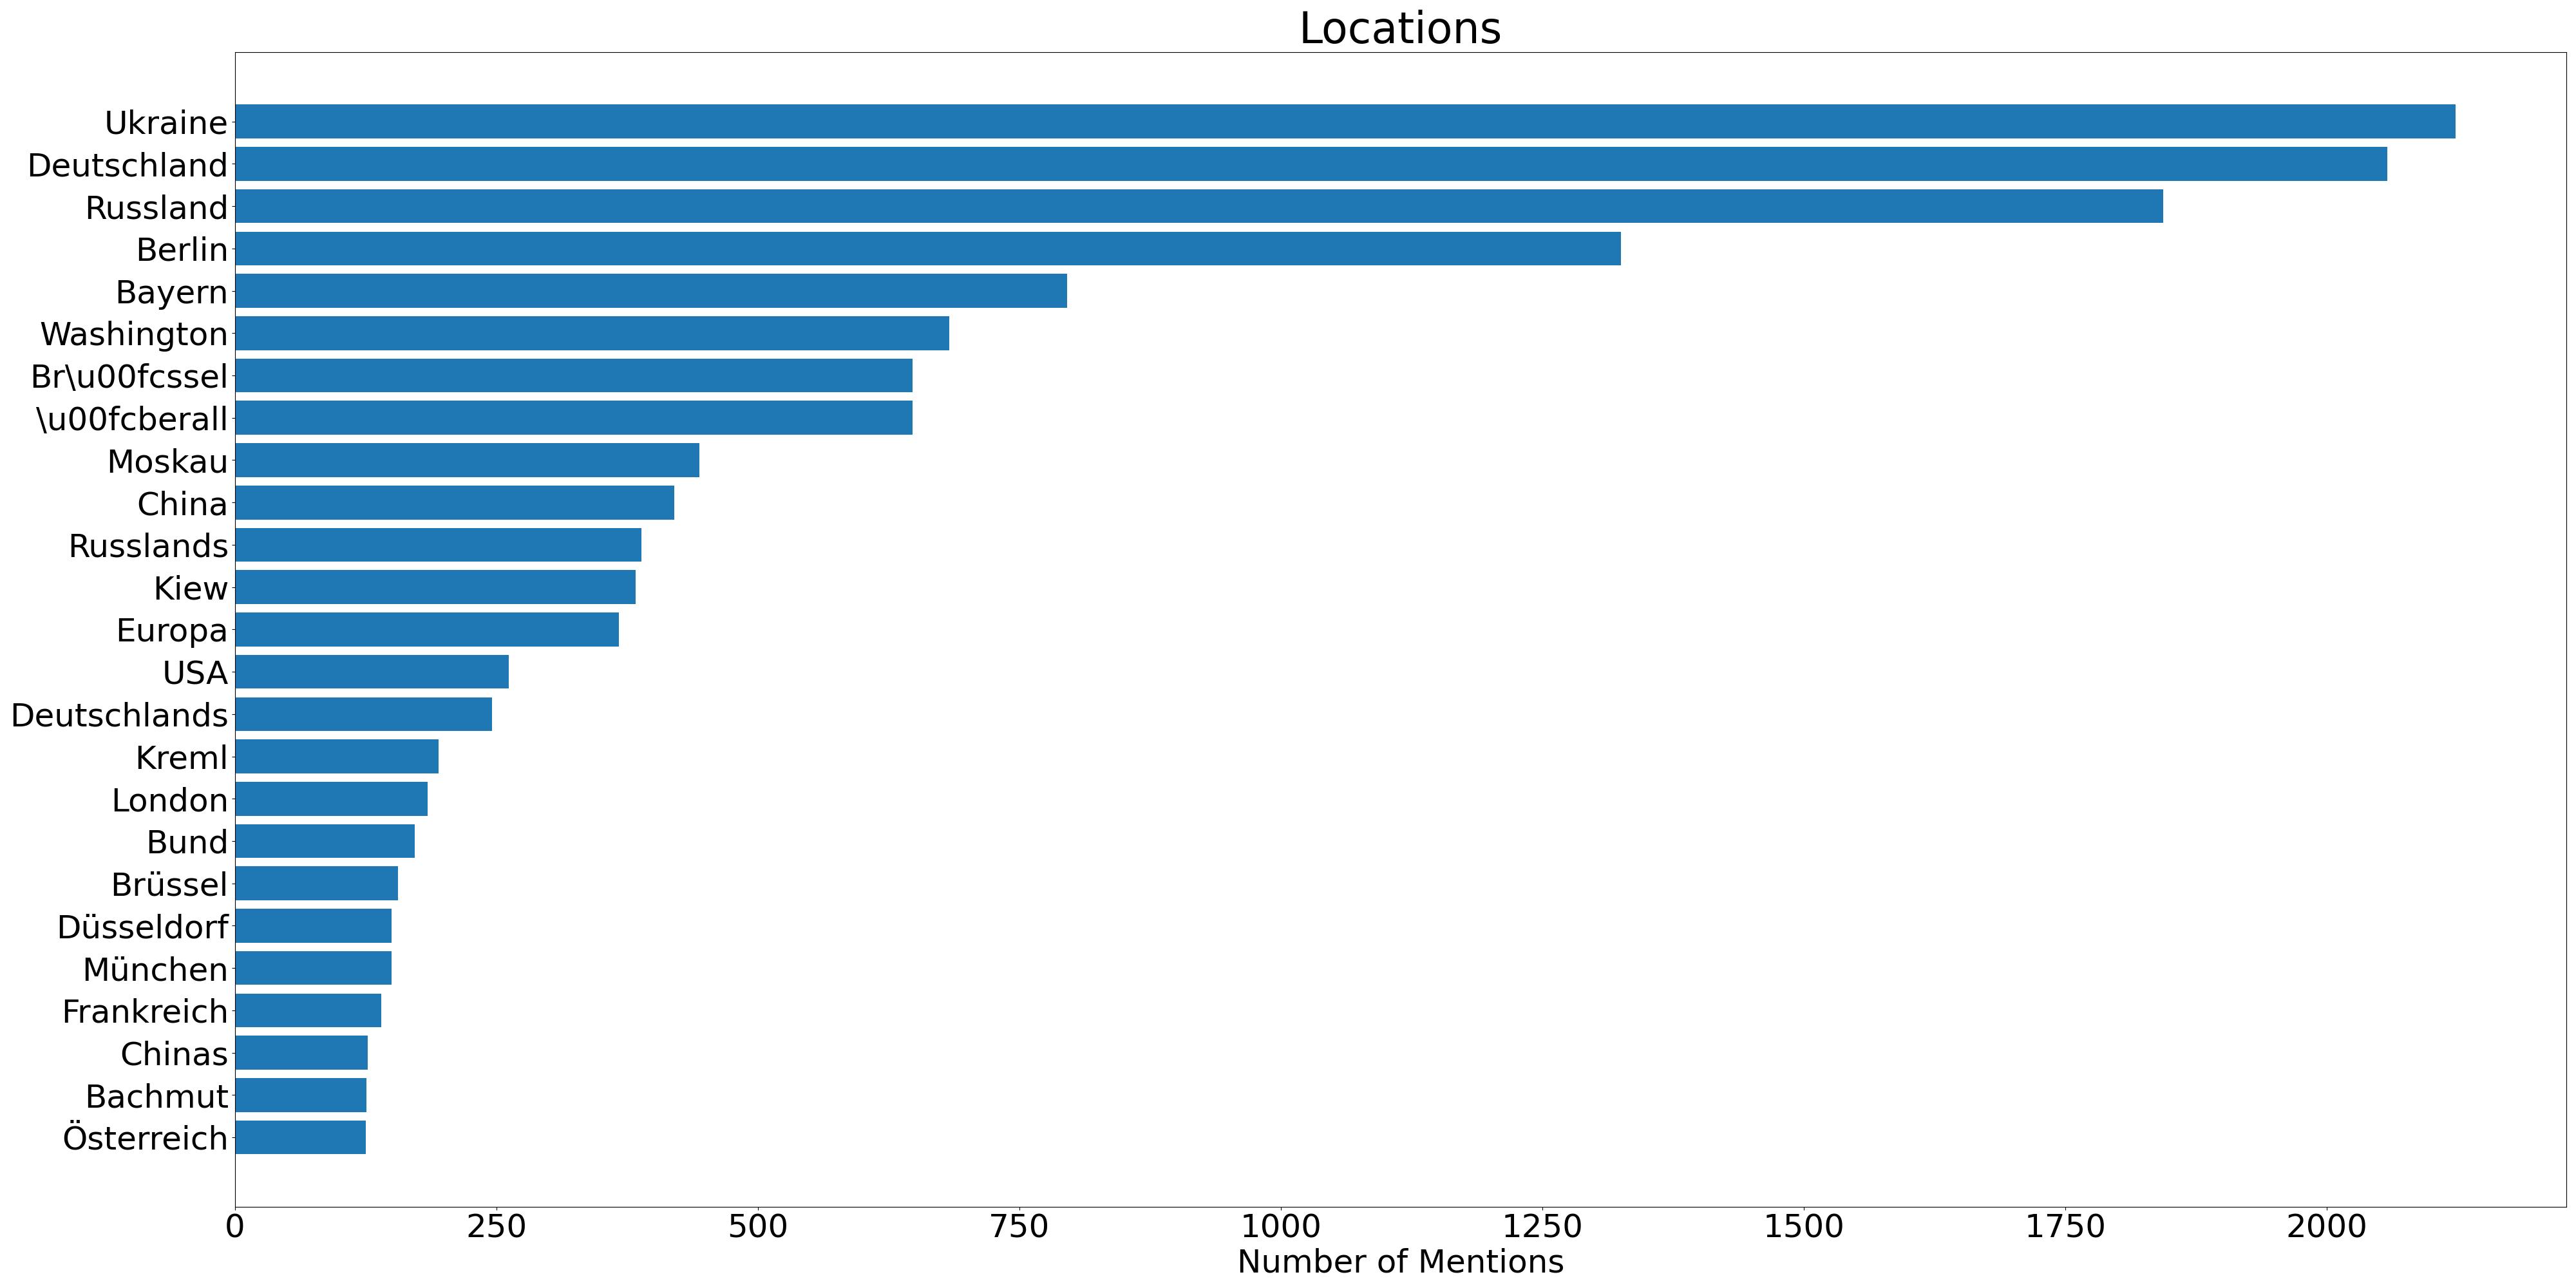 Locations
Ukraine
Deutschland
Russland
Berlin
Bayern
Washington
Br\u00fcssel
\u00fcberall
Moskau
China
Russlands
Kiew
Europa
USA
Deutschlands
Kreml
London
Bund
Brüssel
Düsseldorf
München
Frankreich
Chinas
Bachmut
Österreich
0 250 500 750 1000 1250 1500 1750 2000
Number of Mentions